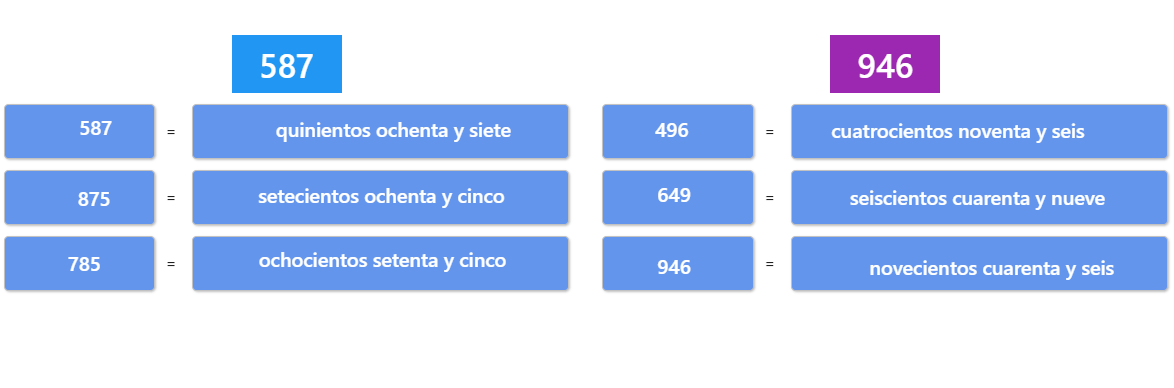 587
587 = quinientos ochenta y siete
875 = setecientos ochenta y cinco
785 = ochocientos setenta y cinco
946
496 = cuatrocientos noventa y seis
649 = seiscientos cuarenta y nueve
946 = novecientos cuarenta y seis